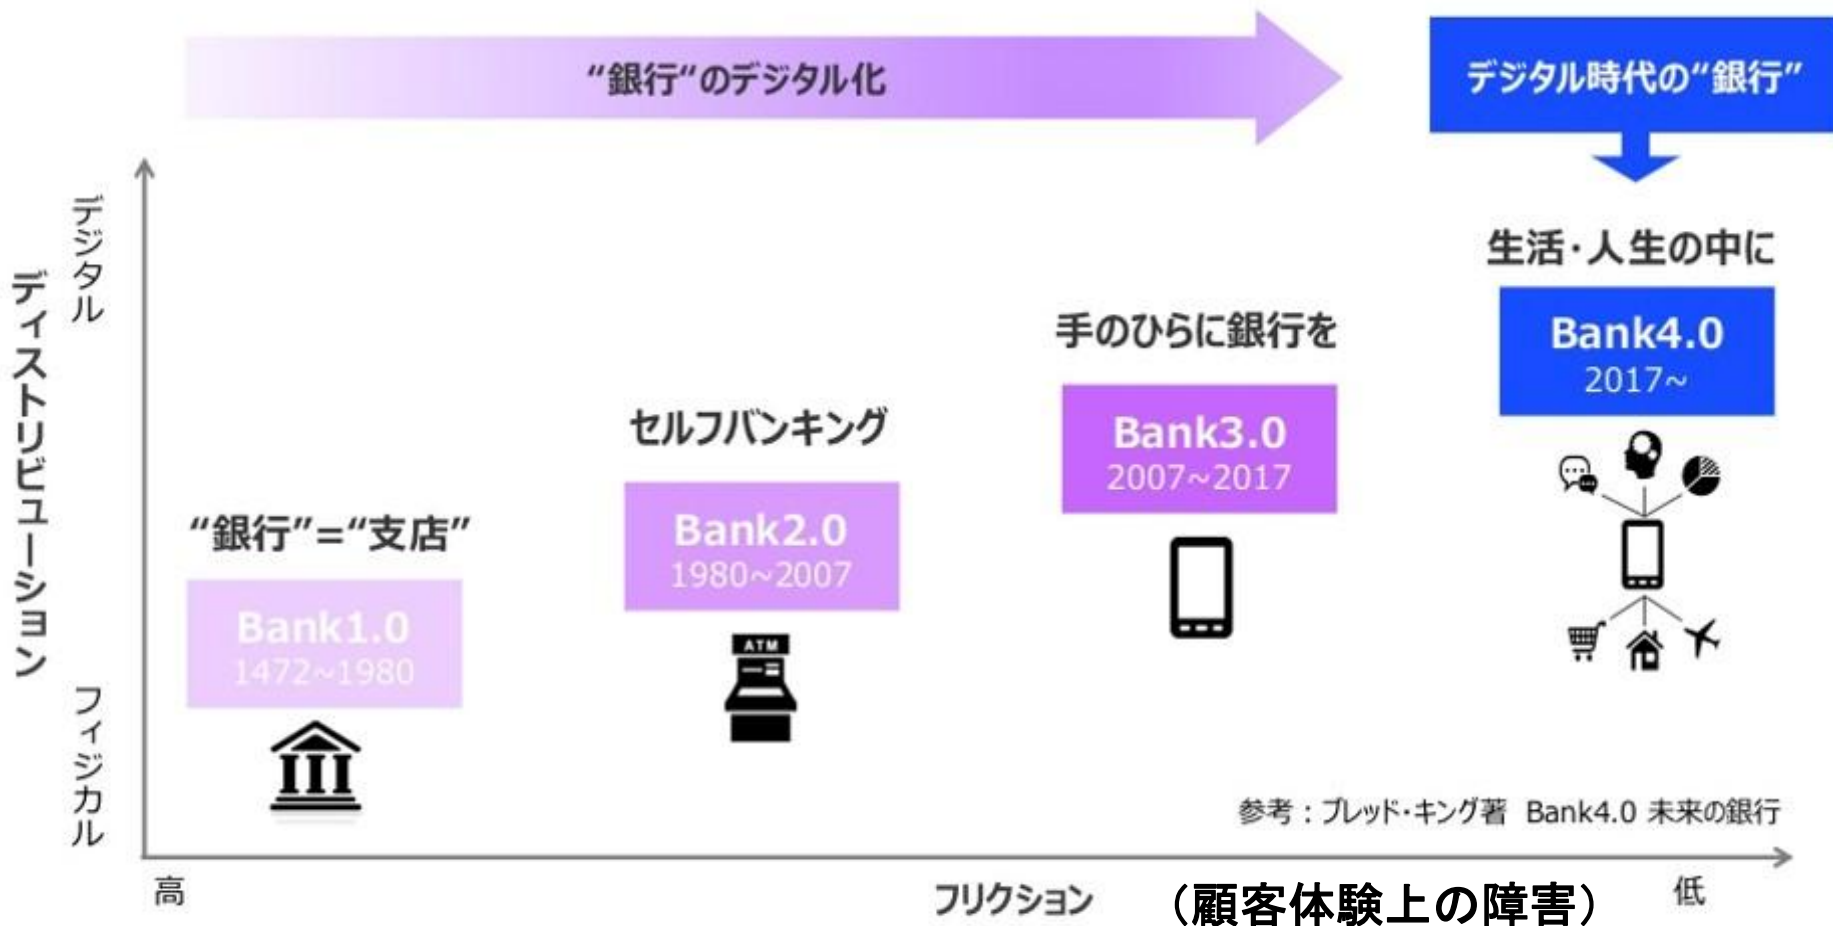 “銀行“のデジタル化
デジタル時代の“銀行”
ディストリビューション
デジタル
フィジカル
“銀行”=“支店”
Bank1.0
1472~1980
セルフバンキング
Bank2.0
1980~2007
ATM
手のひらに銀行を
Bank3.0
2007~2017
生活・人生の中に
Bank4.0
2017~
参考：ブレッド・キング著 Bank4.0 未来の銀行
高
フリクション （顧客体験上の障害）
低